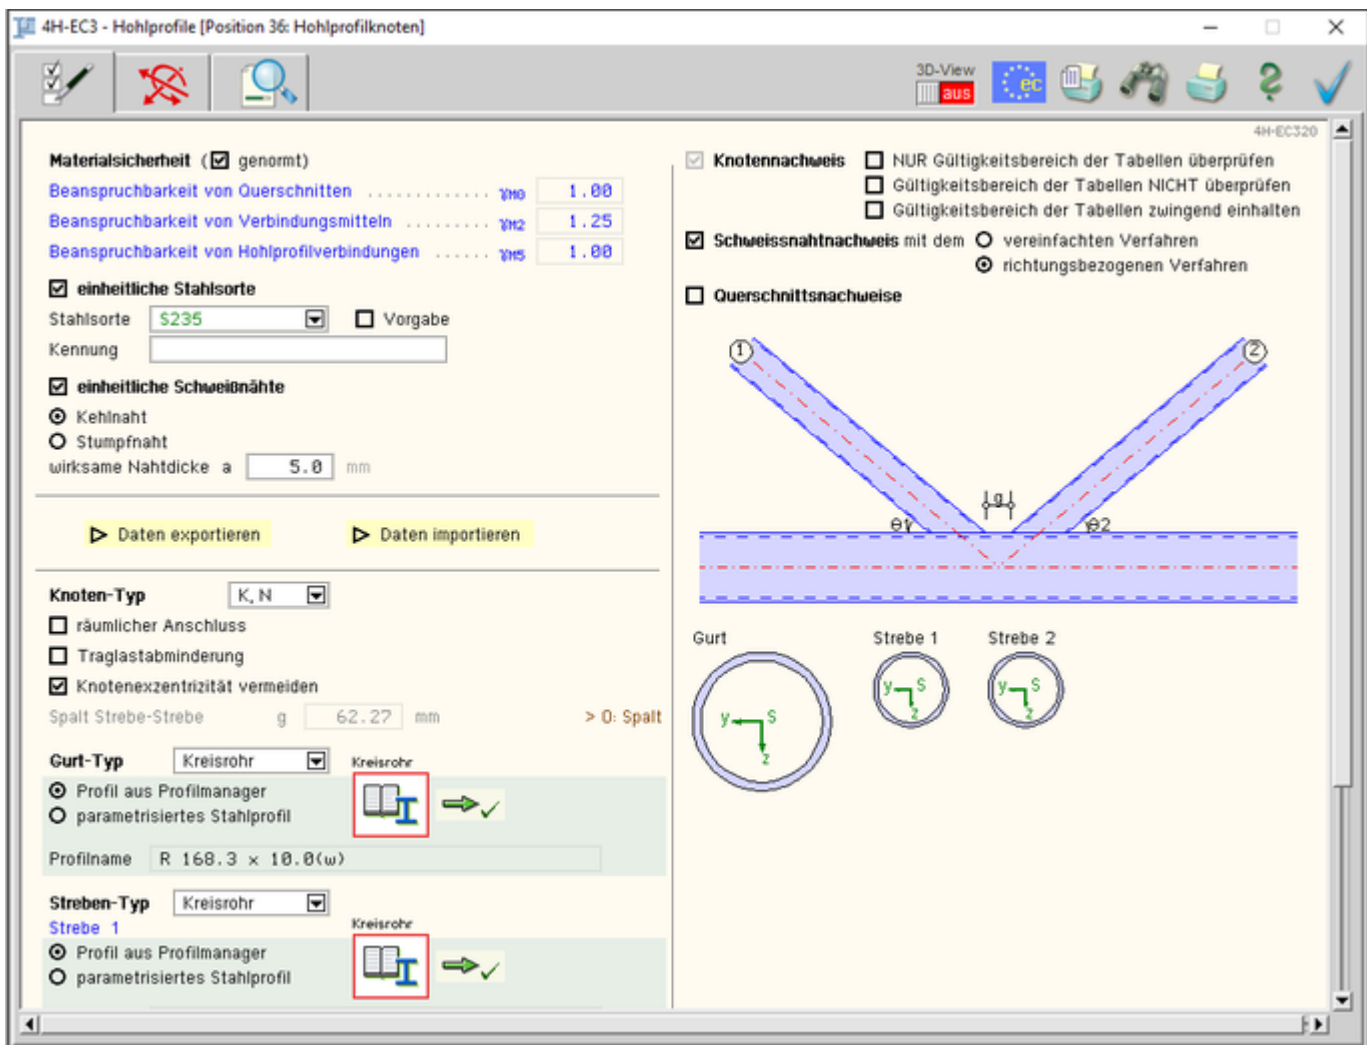 4H-EC3 - Hohlprofile [Position 36: Hohlprofilknoten]
3D-View
aus
ec
4H-EC320
Materialsicherheit ( genormt)
Beanspruchbarkeit von Querschnitten ............. γM0 1.00
Beanspruchbarkeit von Verbindungsmitteln ......... γM2 1.25
Beanspruchbarkeit von Hohlprofilverbindungen ...... γM5 1.00
einheitliche Stahlsorte
Stahlsorte S235 Vorgabe
Kennung
einheitliche Schweißnähte
Kehlnaht
Stumpfnaht
wirksame Nahtdicke a 5.0 mm
Daten exportieren Daten importieren
Knoten-Typ K, N
räumlicher Anschluss
Traglastabminderung
Knotenexzentrizität vermeiden
Spalt Strebe-Strebe g 62.27 mm > 0: Spalt
Gurt-Typ Kreisrohr Kreisrohr
Profil aus Profilmanager
parametrisiertes Stahlprofil
Profilname R 168.3 x 10.0(w)
Streben-Typ Kreisrohr
Strebe 1 Kreisrohr
Profil aus Profilmanager
parametrisiertes Stahlprofil
Knotennachweis NUR Gültigkeitsbereich der Tabellen überprüfen
Gültigkeitsbereich der Tabellen NICHT überprüfen
Gültigkeitsbereich der Tabellen zwingend einhalten
Schweissnahtnachweis mit dem vereinfachten Verfahren
richtungsbezogenen Verfahren
Querschnittsnachweise
1 2
g
θ1 θ2
Gurt Strebe 1 Strebe 2
y S z
y S z
y S z